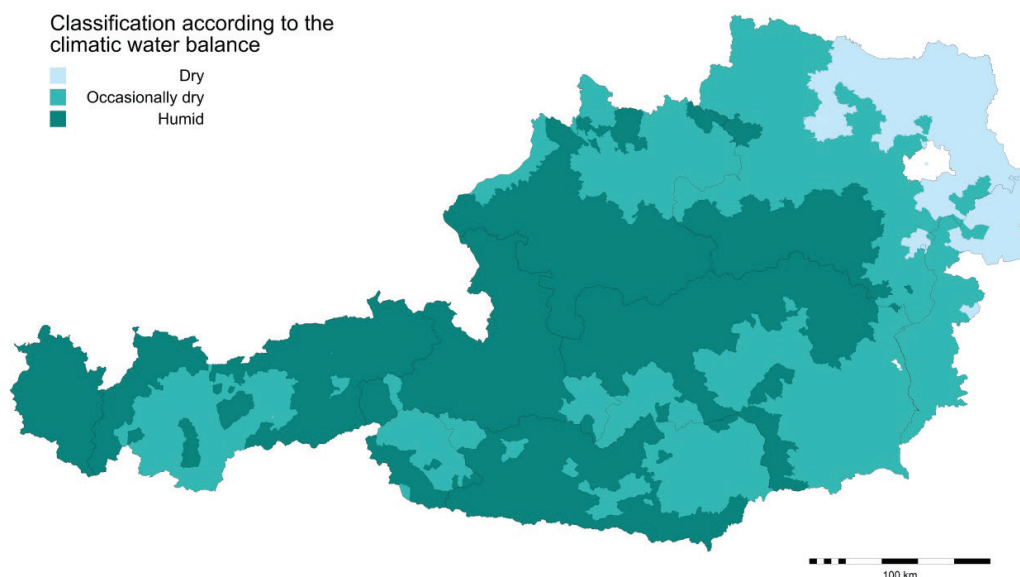 Classification according to the
climatic water balance
Dry
Occasionally dry
Humid
100 km